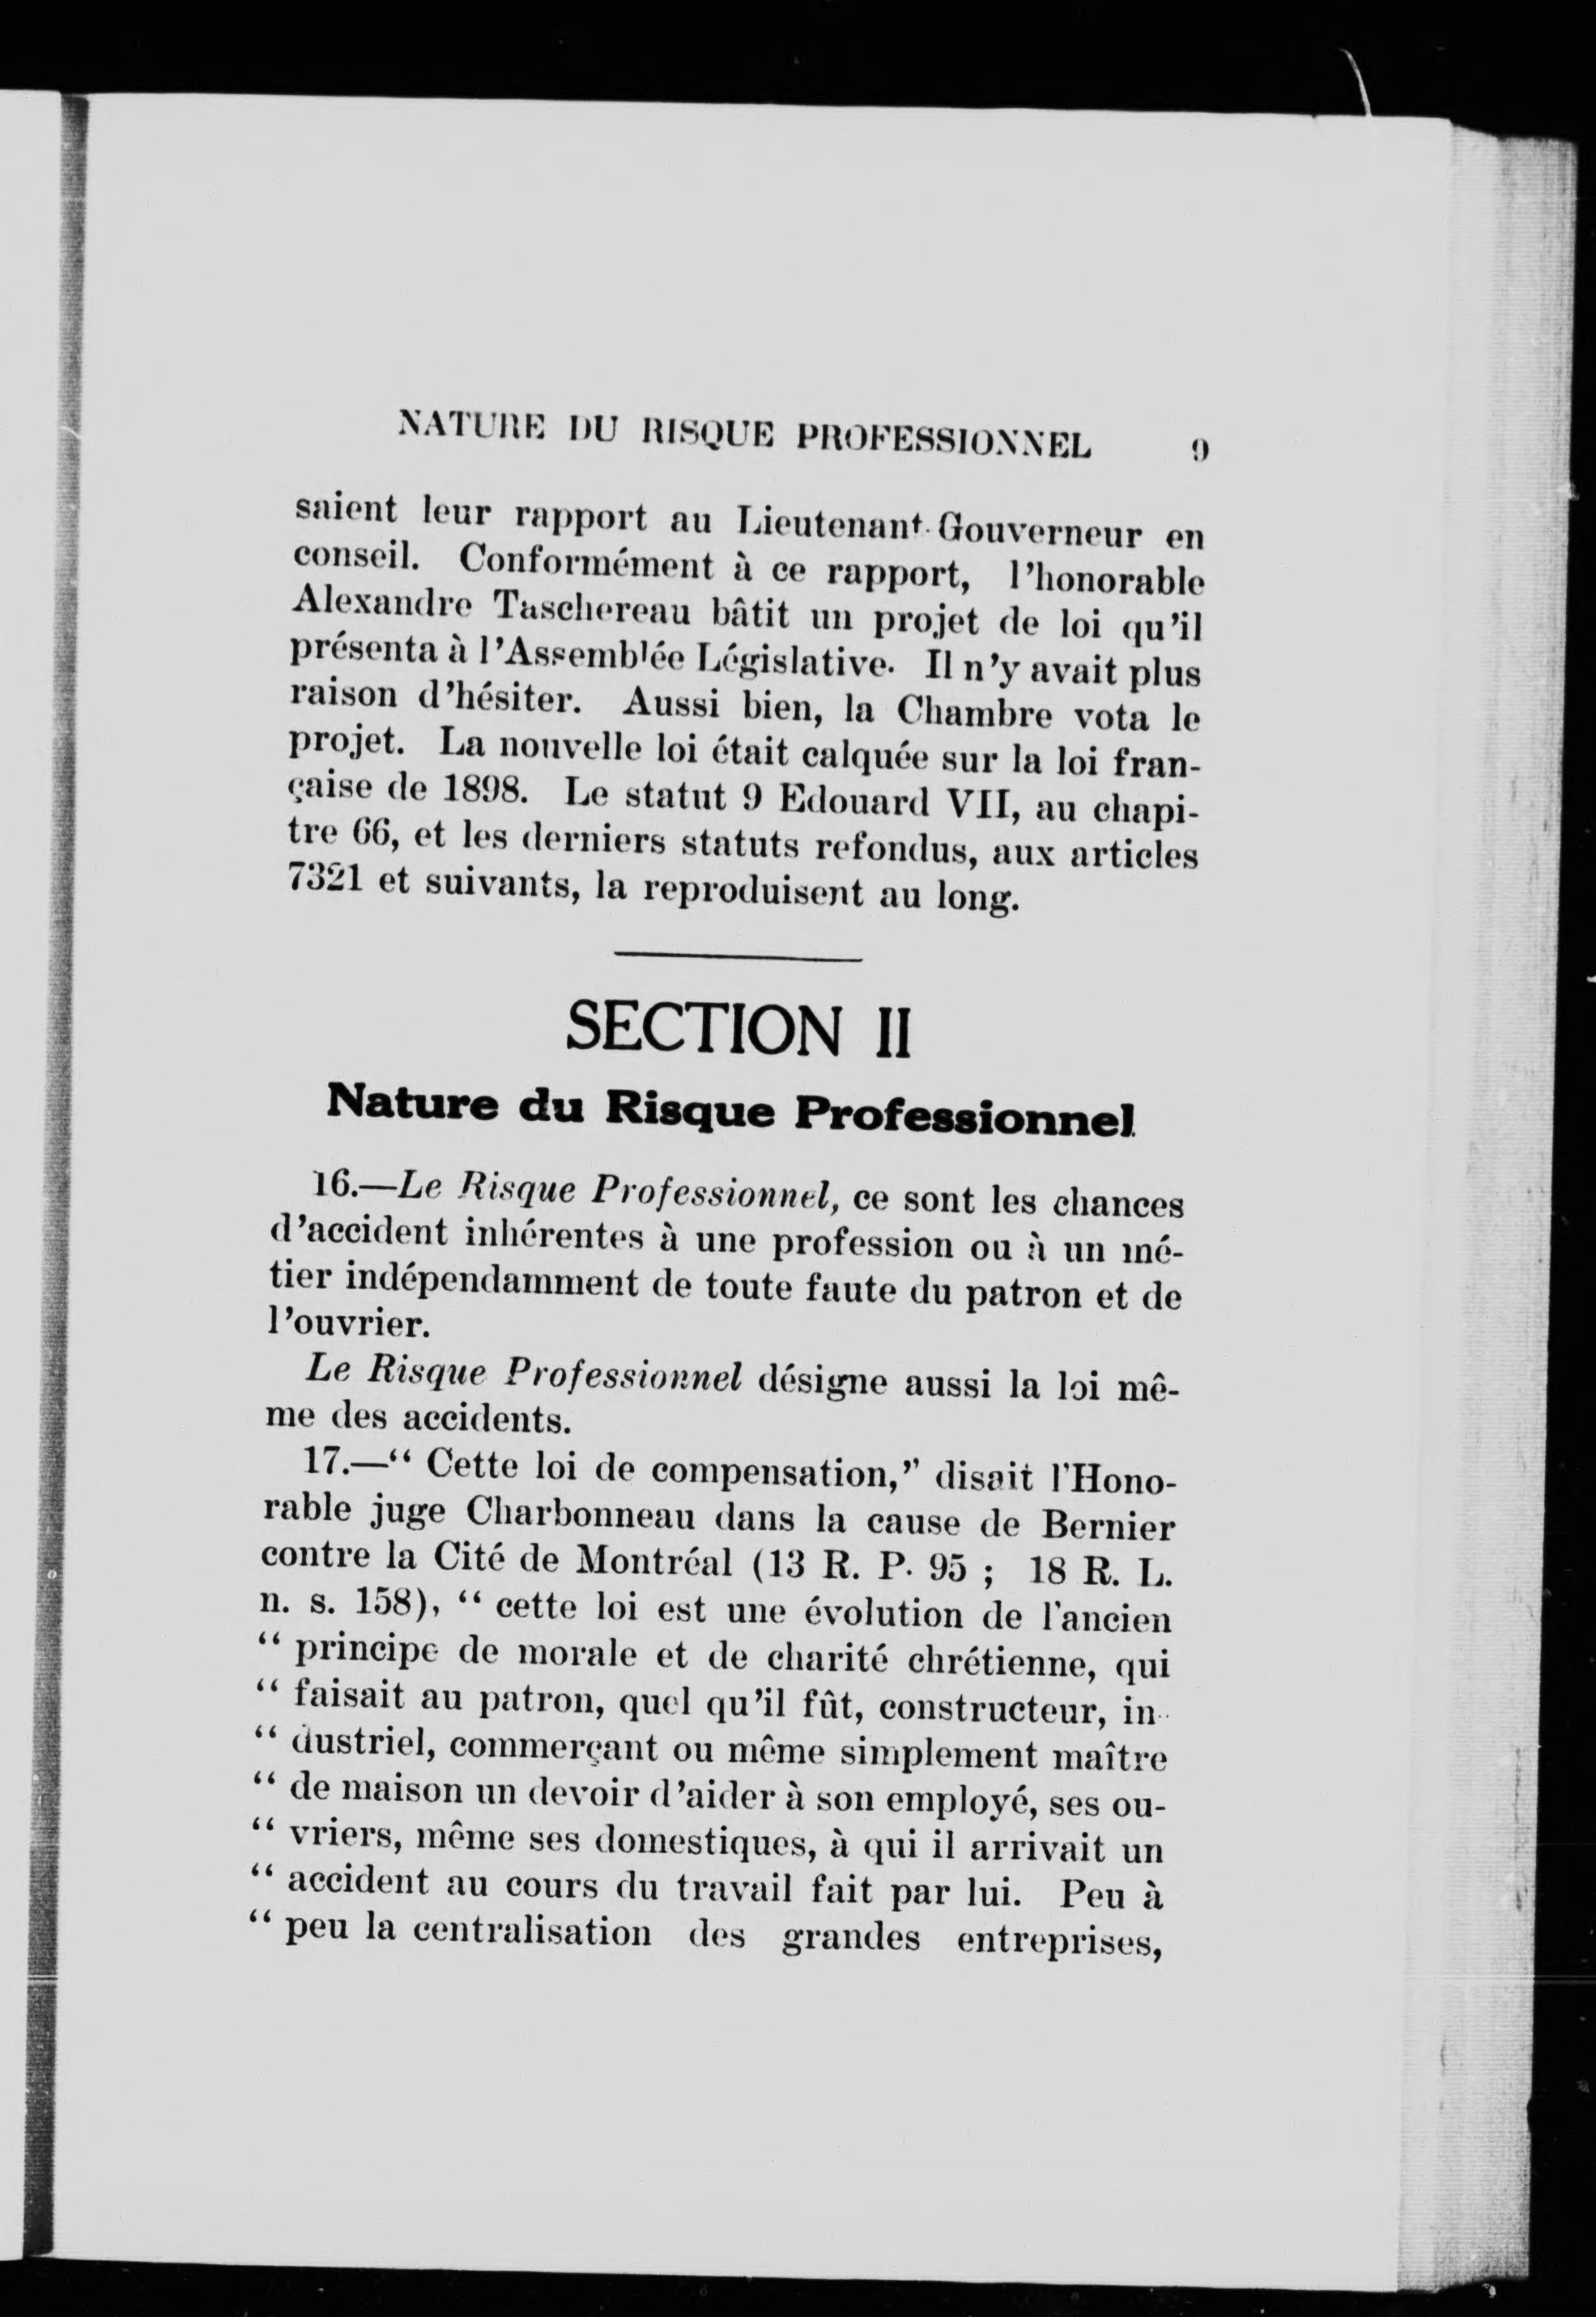 NATURE DU RISQUE PROFESSIONNEL 9
saient leur rapport au Lieutenant-Gouverneur en
conseil. Conformément à ce rapport, l'honorable
Alexandre Taschereau bâtit un projet de loi qu'il
présenta à l'Assemblée Législative. Il n'y avait plus
raison d'hésiter. Aussi bien, la Chambre vota le
projet. La nouvelle loi était calquée sur la loi fran-
çaise de 1898. Le statut 9 Edouard VII, au chapi-
tre 66, et les derniers statuts refondus, aux articles
7321 et suivants, la reproduisent au long.
SECTION II
Nature du Risque Professionnel
16.—Le Risque Professionnel, ce sont les chances
d'accident inhérentes à une profession ou à un mé-
tier indépendamment de toute faute du patron et de
l'ouvrier.
Le Risque Professionnel désigne aussi la loi mê-
me des accidents.
17.—“ Cette loi de compensation,” disait l'Hono-
rable juge Charbonneau dans la cause de Bernier
contre la Cité de Montréal (13 R. P. 95 ; 18 R. L.
n. s. 158), “ cette loi est une évolution de l'ancien
“ principe de morale et de charité chrétienne, qui
“ faisait au patron, quel qu'il fût, constructeur, in-
“ dustriel, commerçant ou même simplement maître
“ de maison un devoir d'aider à son employé, ses ou-
“ vriers, même ses domestiques, à qui il arrivait un
“ accident au cours du travail fait par lui. Peu à
“ peu la centralisation des grandes entreprises,